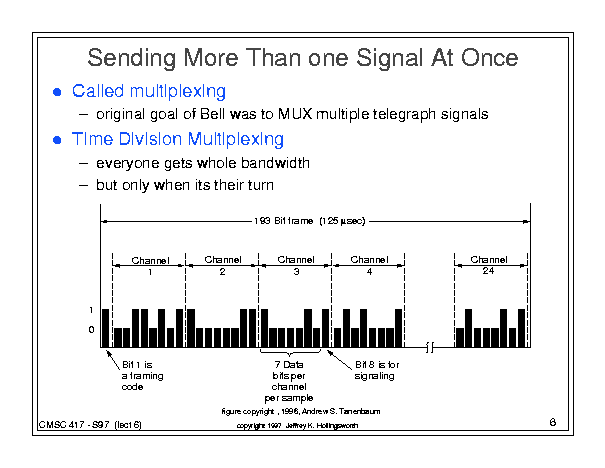 Sending More Than one Signal At Once
Called multiplexing
– original goal of Bell was to MUX multiple telegraph signals
Time Division Multiplexing
– everyone gets whole bandwidth
– but only when its their turn
193 Bit frame (125 µsec)
Channel 1
Channel 2
Channel 3
Channel 4
Channel 24
1
0
Bit 1 is
a framing
code
7 Data
bits per
channel
per sample
Bit 8 is for
signaling
figure copyright , 1996, Andrew S. Tanenbaum
CMSC 417 - S97 (lect 6)
copyright 1997 Jeffrey K. Hollingsworth
6